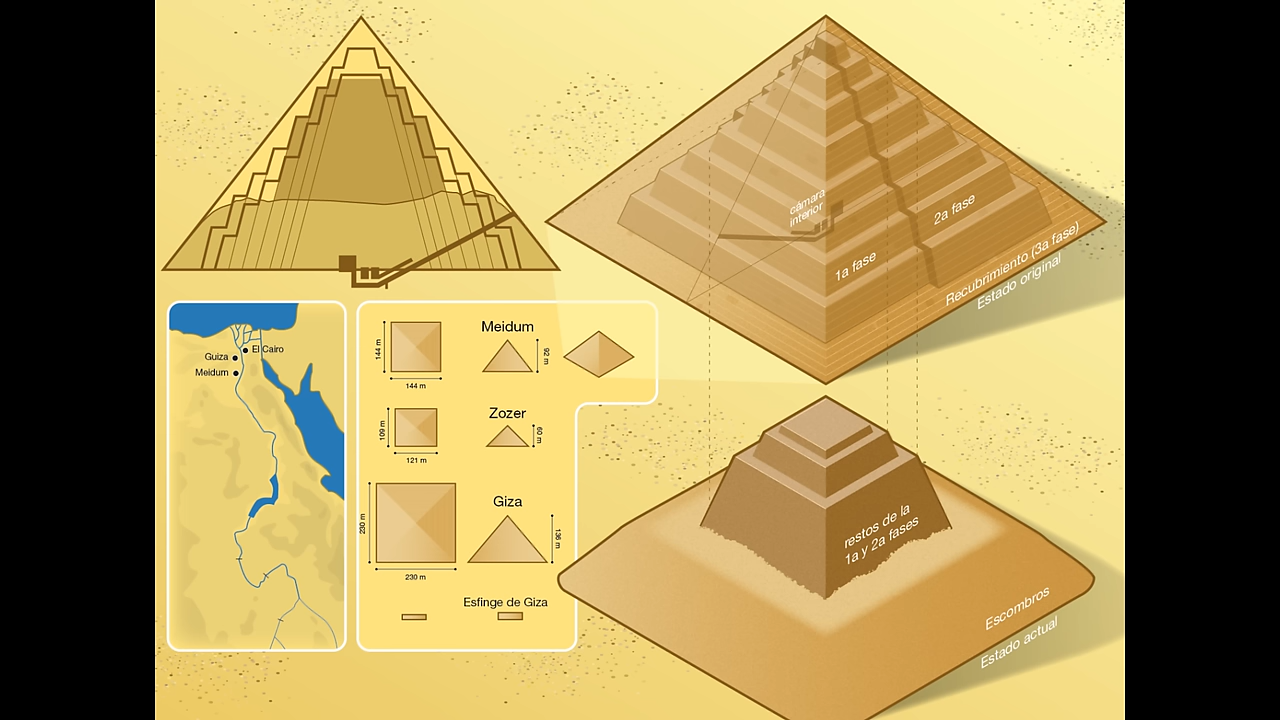 cámara
interior
1a fase
2a fase
Recubrimiento (3a fase)
Estado original
El Cairo
Guiza
Meidum
Meidum
144 m
144 m
92 m
Zozer
109 m
121 m
60 m
Giza
230 m
230 m
136 m
Esfinge de Giza
restos de la
1a y 2a fases
Escombros
Estado actual